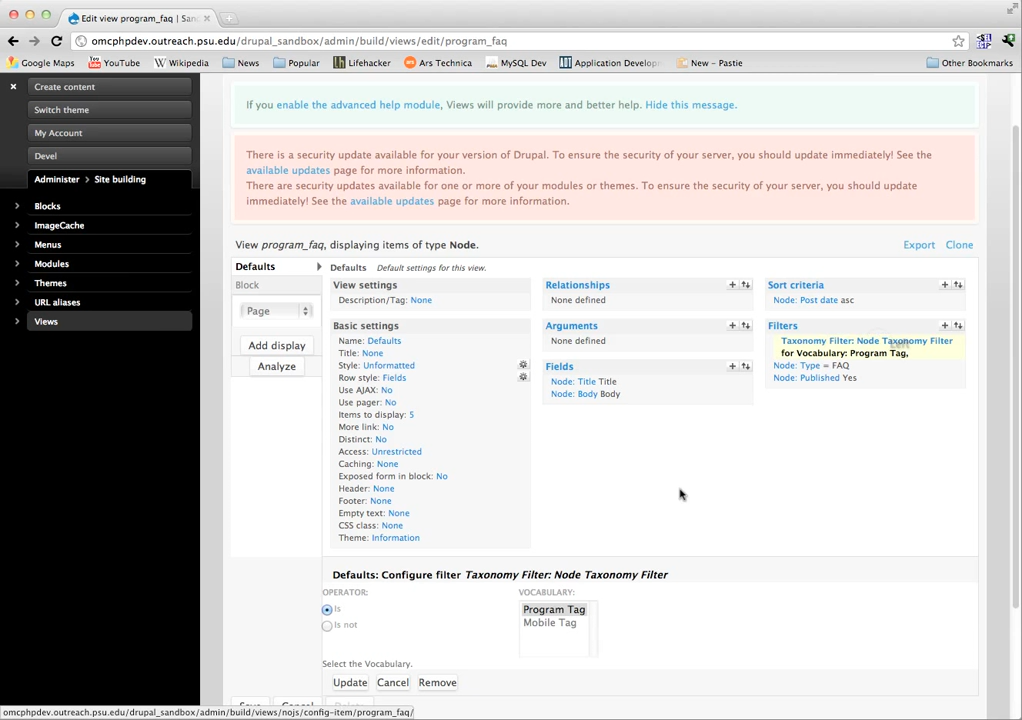 Edit view program_faq | San
omcphpdev.outreach.psu.edu/drupal_sandbox/admin/build/views/edit/program_faq
Google Maps YouTube Wikipedia News Popular Lifehacker Ars Technica MySQL Dev Application Develop New - Pastie Other Bookmarks
Create content
Switch theme
My Account
Devel
Administer > Site building
Blocks
ImageCache
Menus
Modules
Themes
URL aliases
Views
If you enable the advanced help module, Views will provide more and better help. Hide this message.
There is a security update available for your version of Drupal. To ensure the security of your server, you should update immediately! See the
available updates page for more information.
There are security updates available for one or more of your modules or themes. To ensure the security of your server, you should update
immediately! See the available updates page for more information.
View program_faq, displaying items of type Node.
Export Clone
Defaults
Block
Page
Add display
Analyze
Defaults Default settings for this view.
View settings
Description/Tag: None
Basic settings
Name: Defaults
Title: None
Style: Unformatted
Row style: Fields
Use AJAX: No
Use pager: No
Items to display: 5
More link: No
Distinct: No
Access: Unrestricted
Caching: None
Exposed form in block: No
Header: None
Footer: None
Empty text: None
CSS class: None
Theme: Information
Relationships
None defined
Arguments
None defined
Fields
Node: Title Title
Node: Body Body
Sort criteria
Node: Post date asc
Filters
Taxonomy Filter: Node Taxonomy Filter
for Vocabulary: Program Tag,
Node: Type = FAQ
Node: Published Yes
Defaults: Configure filter Taxonomy Filter: Node Taxonomy Filter
OPERATOR:
Is
Is not
VOCABULARY:
Program Tag
Mobile Tag
Select the Vocabulary.
Update Cancel Remove
Save Cancel
omcphpdev.outreach.psu.edu/drupal_sandbox/admin/build/views/nojs/config-item/program_faq/